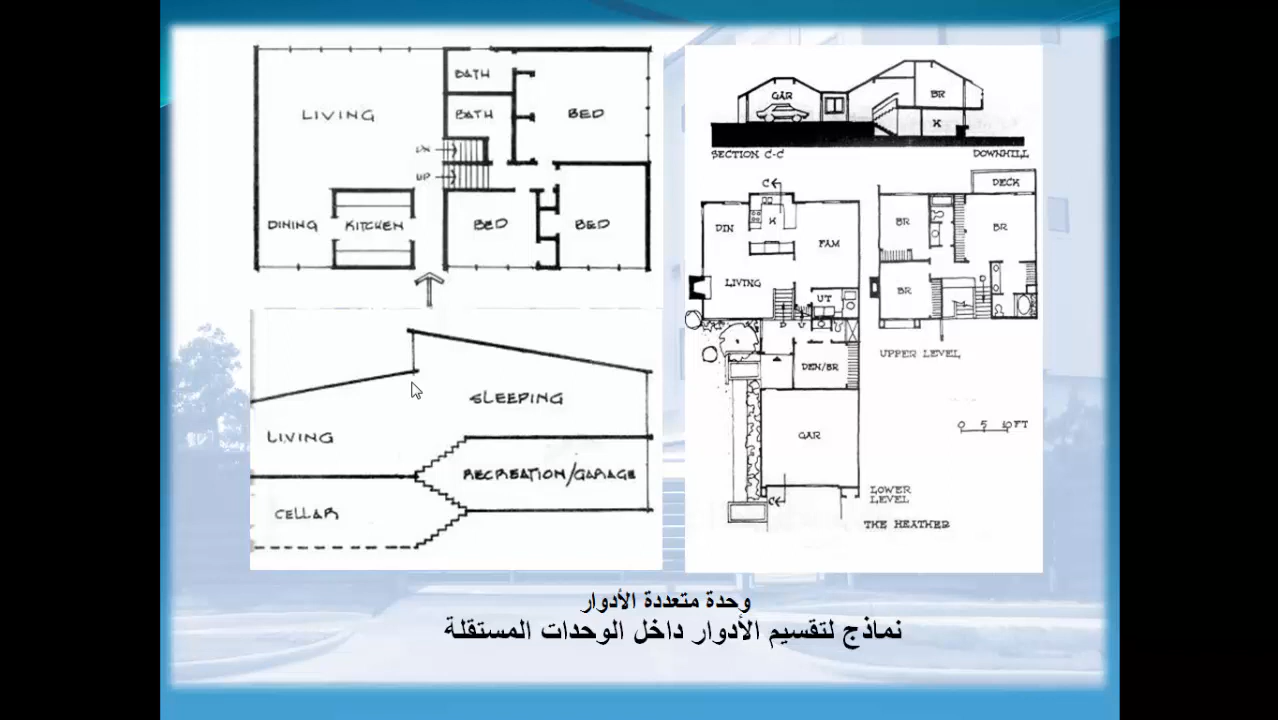 BATH
LIVING
BATH
BED
DN
UP
DINING
KITCHEN
BED
BED
SLEEPING
LIVING
RECREATION/GARAGE
CELLAR
GAR
BR
K
SECTION C-C
DOWNHILL
C
DECK
DIN
K
FAM
BR
BR
LIVING
UT
BR
D
D
U
UPPER LEVEL
DEN/BR
0 5 10 FT
GAR
C
LOWER
LEVEL
THE HEATHER
وحدة متعددة الأدوار
نماذج لتقسيم الأدوار داخل الوحدات المستقلة